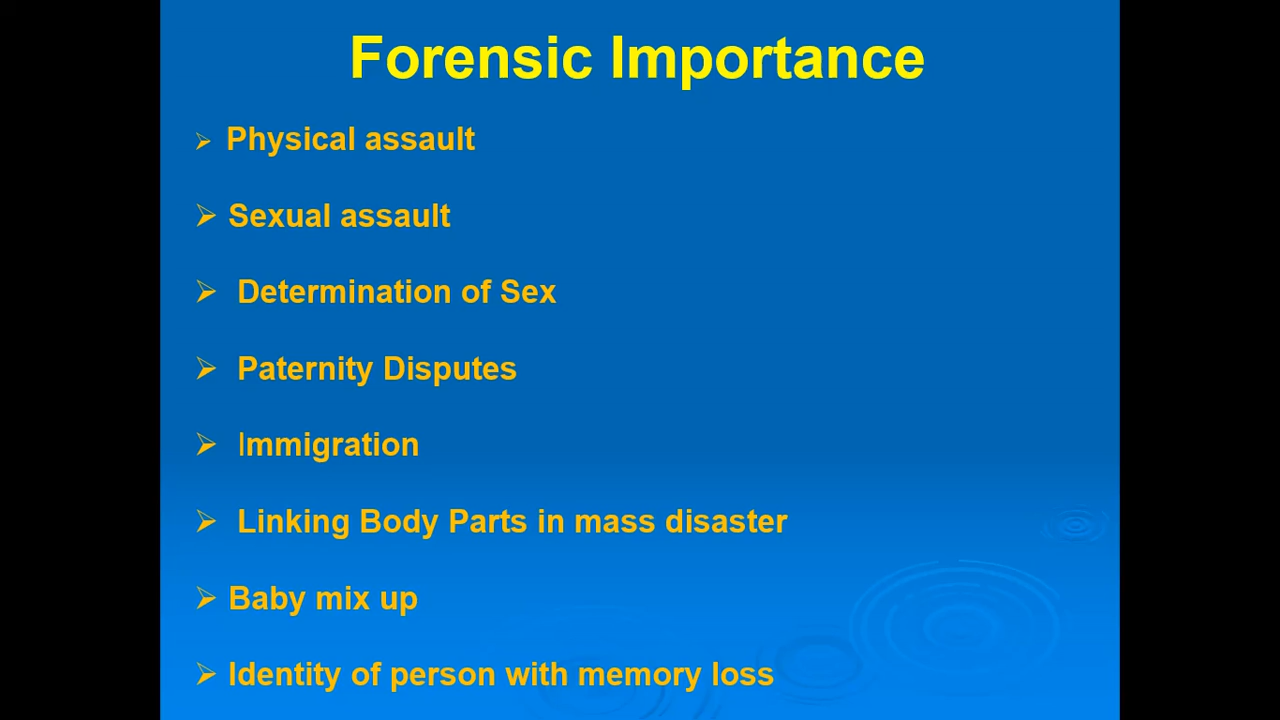 Forensic Importance
➢ Physical assault
➢ Sexual assault
➢ Determination of Sex
➢ Paternity Disputes
➢ Immigration
➢ Linking Body Parts in mass disaster
➢ Baby mix up
➢ Identity of person with memory loss